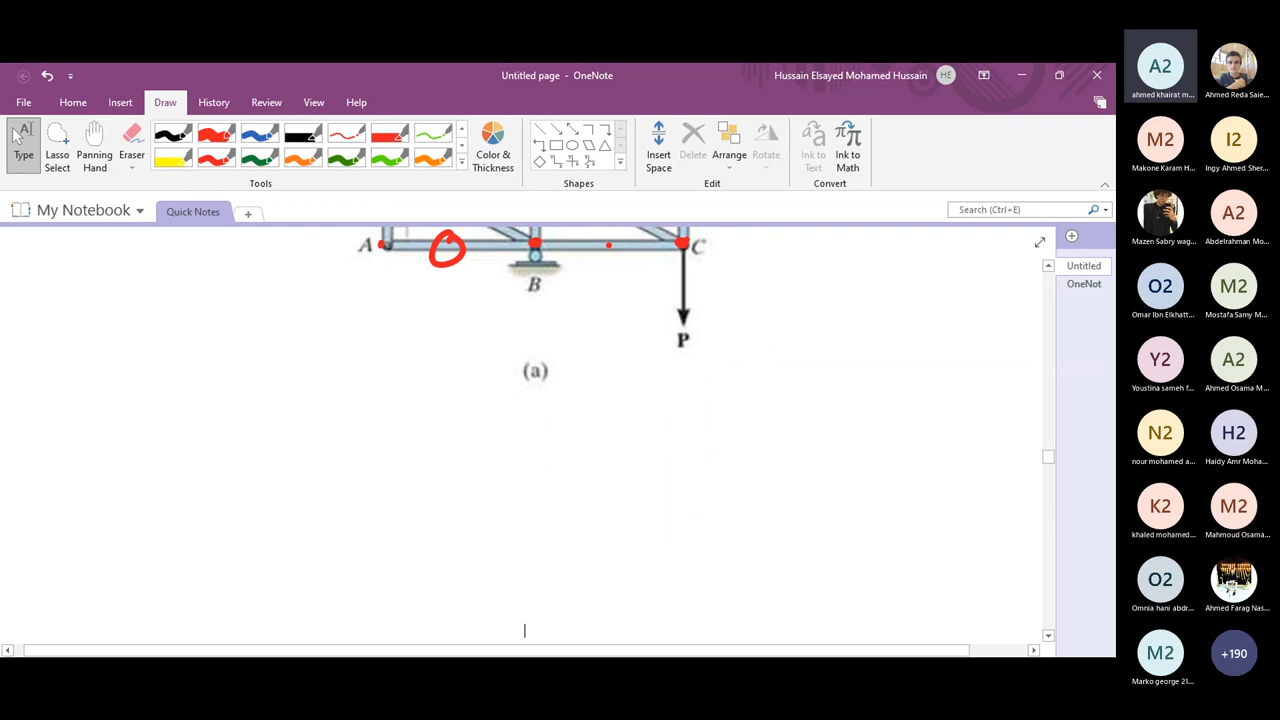 Untitled page - OneNote
Hussain Elsayed Mohamed Hussain
HE
File
Home
Insert
Draw
History
Review
View
Help
Type
Lasso
Select
Panning
Hand
Eraser
Color &
Thickness
Insert
Space
Delete
Arrange
Rotate
Ink to
Text
Ink to
Math
Tools
Shapes
Edit
Convert
My Notebook
Quick Notes
Search (Ctrl+E)
Untitled
OneNot
A
B
C
P
(a)
A2
ahmed khairat m...
Ahmed Reda Saie...
M2
Makone Karam H...
I2
Ingy Ahmed Sher...
Mazen Sabry wag...
A2
Abdelrahman Mo...
O2
Omar Ibn Elkhatt...
M2
Mostafa Samy M...
Y2
Youstina sameh f...
A2
Ahmed Osama M...
N2
nour mohamed a...
H2
Haidy Amr Moha...
K2
khaled mohamed...
M2
Mahmoud Osama...
O2
Omnia hani abdr...
Ahmed Farag Nas...
M2
Marko george 21...
+190